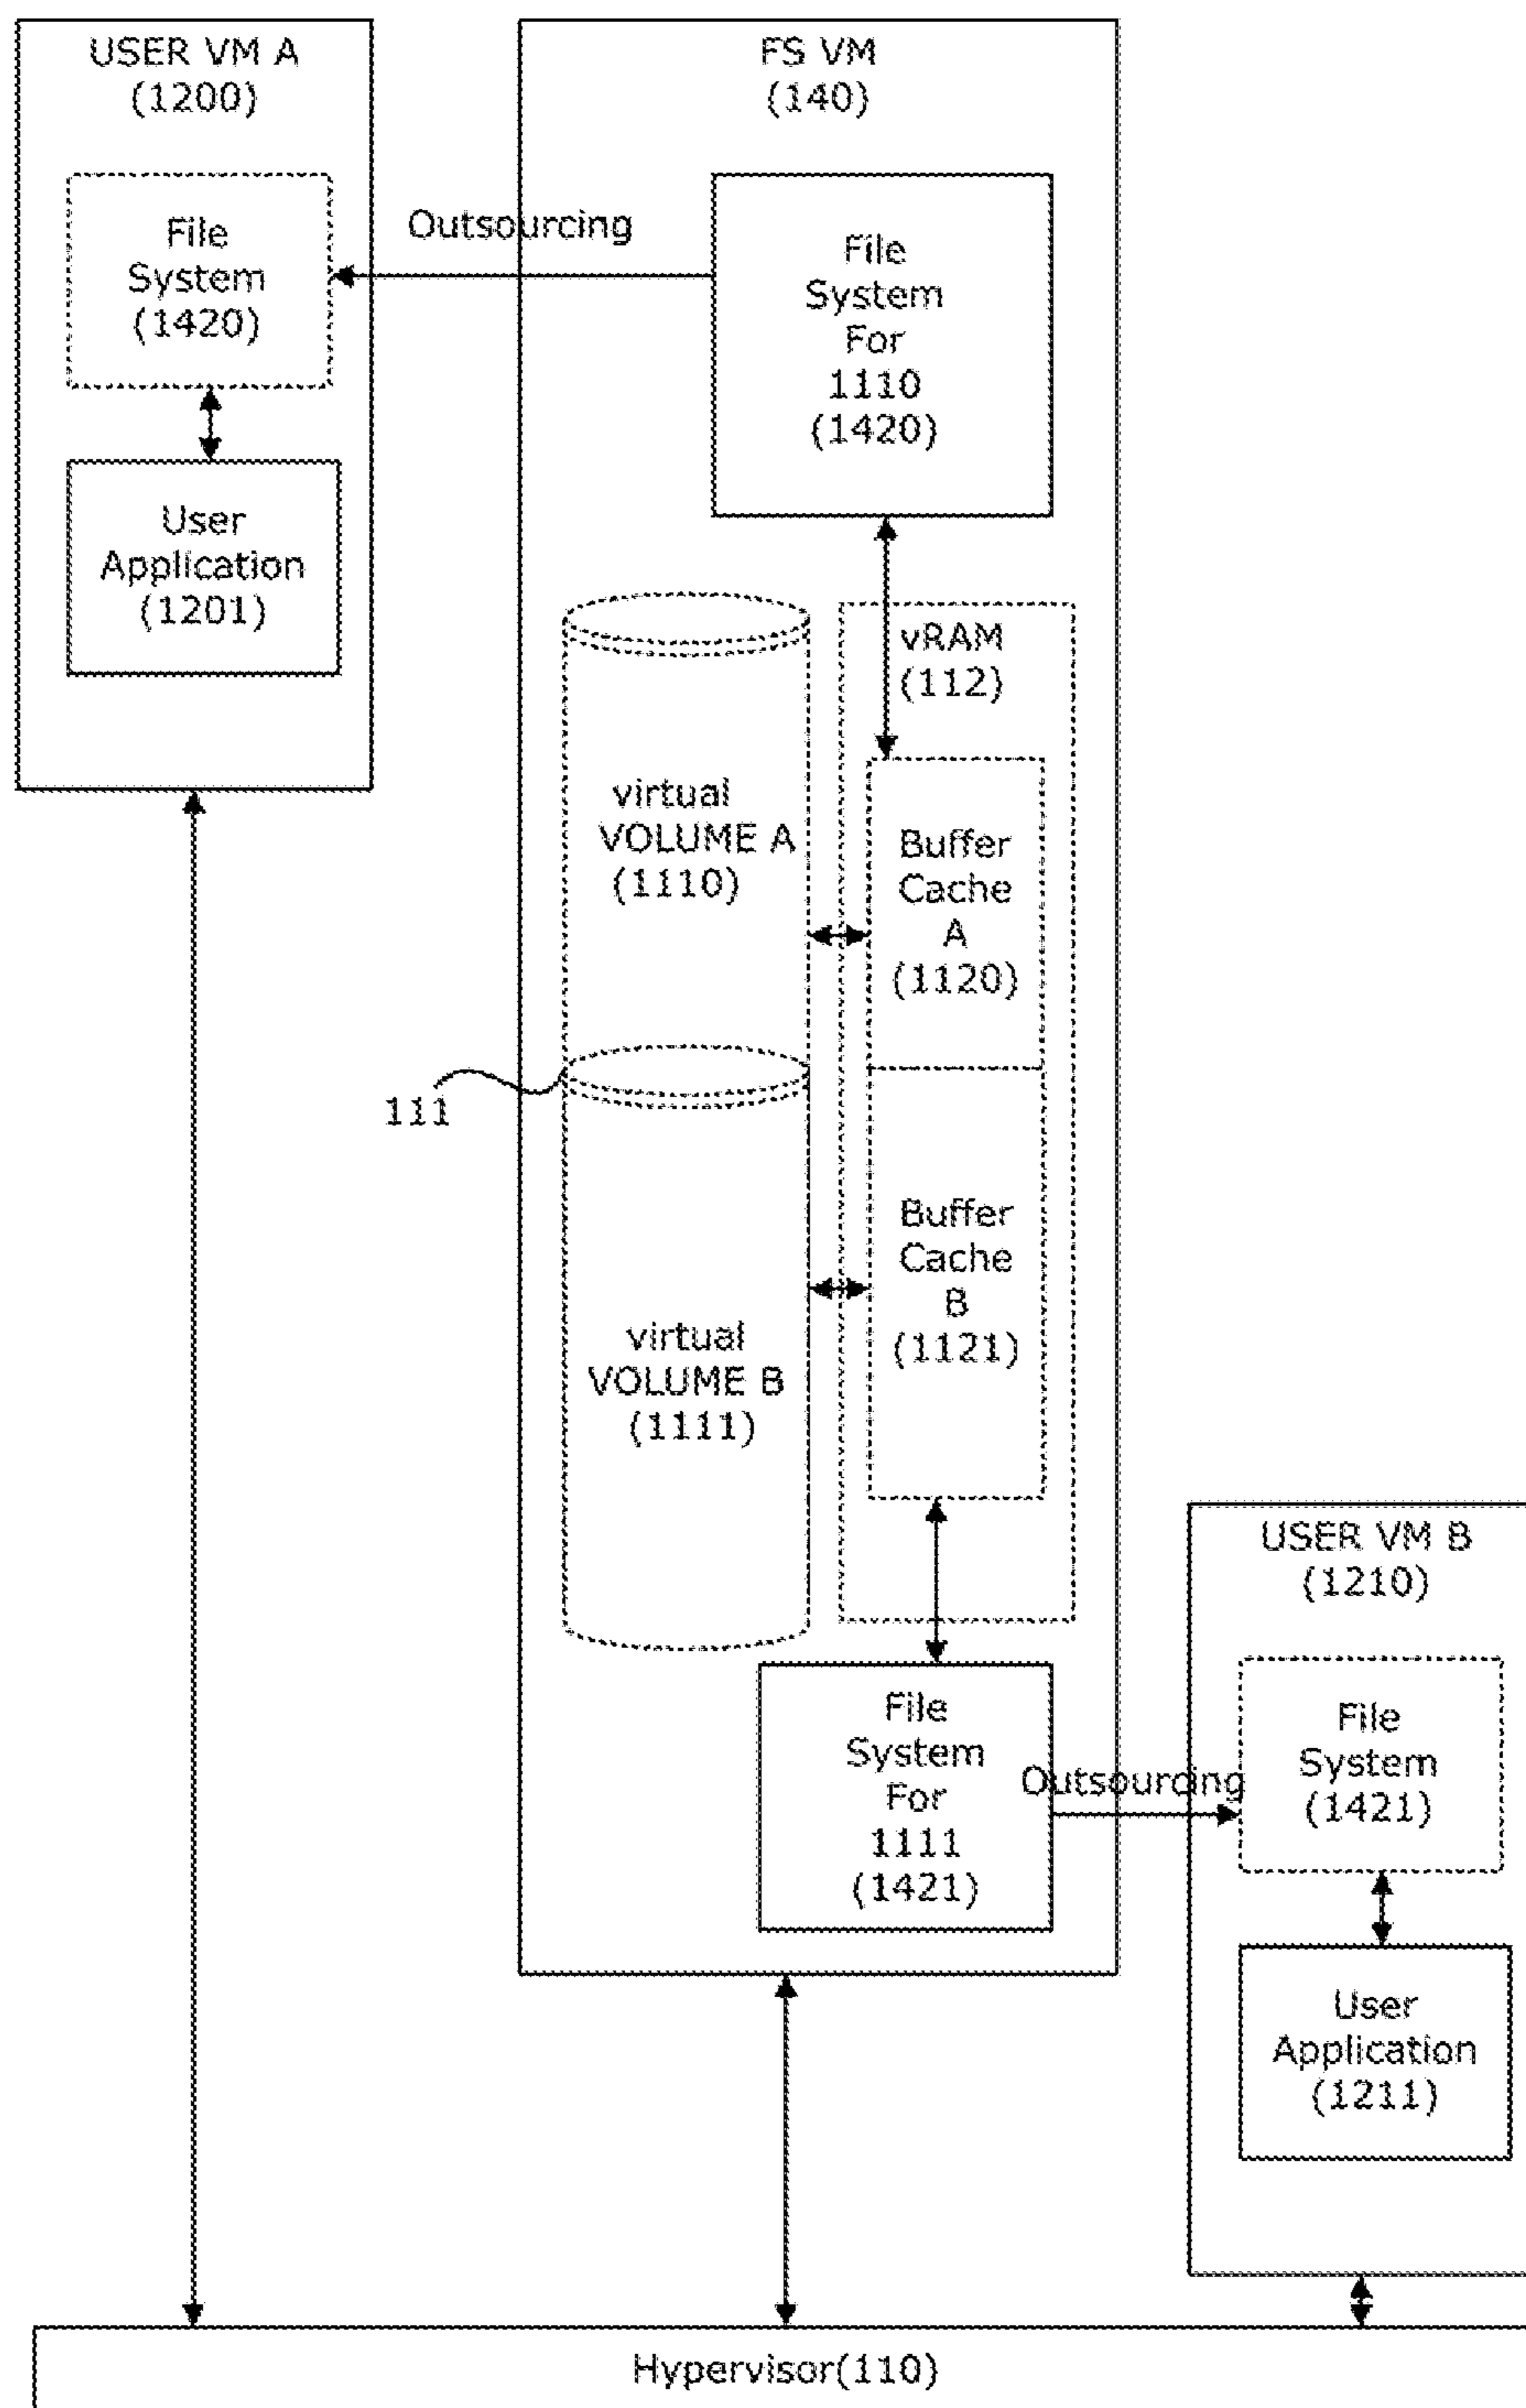 USER VM A
(1200)
File
System
(1420)
User
Application
(1201)
Outsourcing
FS VM
(140)
File
System
For
1110
(1420)
vRAM
(112)
virtual
VOLUME A
(1110)
Buffer
Cache
A
(1120)
111
Buffer
Cache
B
(1121)
virtual
VOLUME B
(1111)
File
System
For
1111
(1421)
Outsourcing
USER VM B
(1210)
File
System
(1421)
User
Application
(1211)
Hypervisor(110)